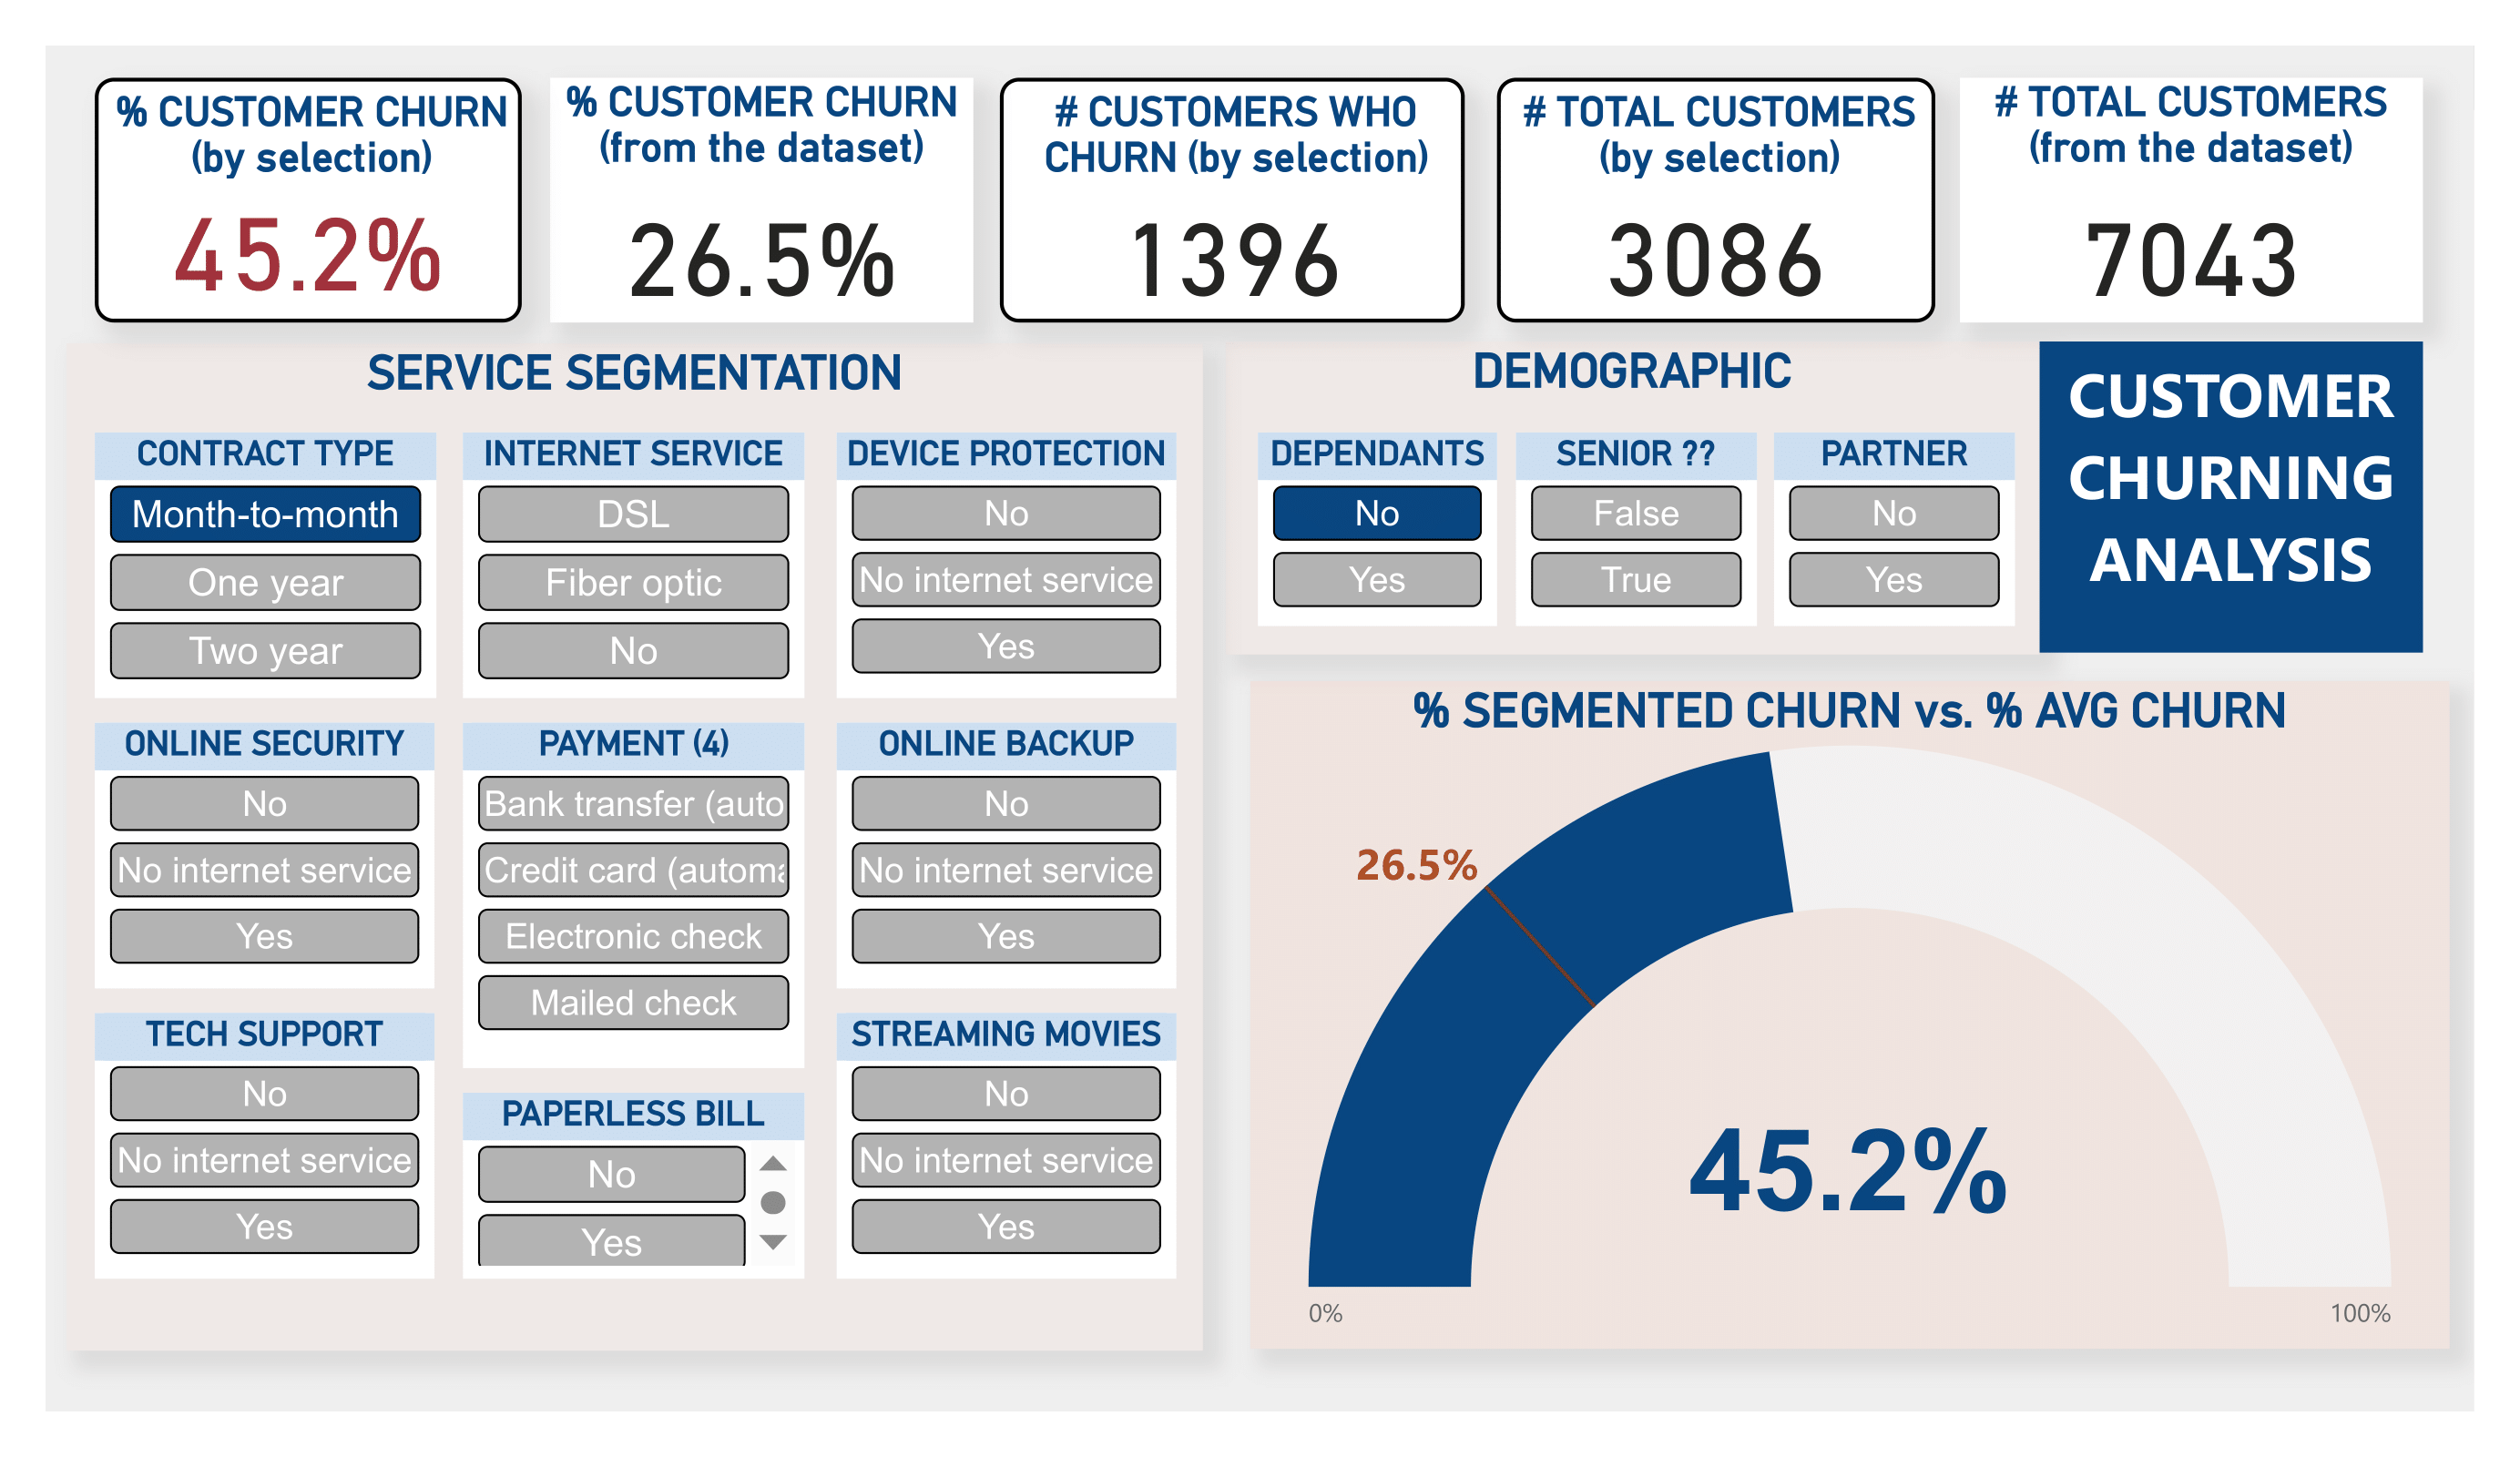 % CUSTOMER CHURN
(by selection)
45.2%
% CUSTOMER CHURN
(from the dataset)
26.5%
# CUSTOMERS WHO
CHURN (by selection)
1396
# TOTAL CUSTOMERS
(by selection)
3086
# TOTAL CUSTOMERS
(from the dataset)
7043
SERVICE SEGMENTATION
CONTRACT TYPE
Month-to-month
One year
Two year
INTERNET SERVICE
DSL
Fiber optic
No
DEVICE PROTECTION
No
No internet service
Yes
ONLINE SECURITY
No
No internet service
Yes
PAYMENT (4)
Bank transfer (auto
Credit card (automa
Electronic check
Mailed check
ONLINE BACKUP
No
No internet service
Yes
TECH SUPPORT
No
No internet service
Yes
PAPERLESS BILL
No
Yes
STREAMING MOVIES
No
No internet service
Yes
DEMOGRAPHIC
DEPENDANTS
No
Yes
SENIOR ??
False
True
PARTNER
No
Yes
CUSTOMER
CHURNING
ANALYSIS
% SEGMENTED CHURN vs. % AVG CHURN
26.5%
45.2%
0%
100%